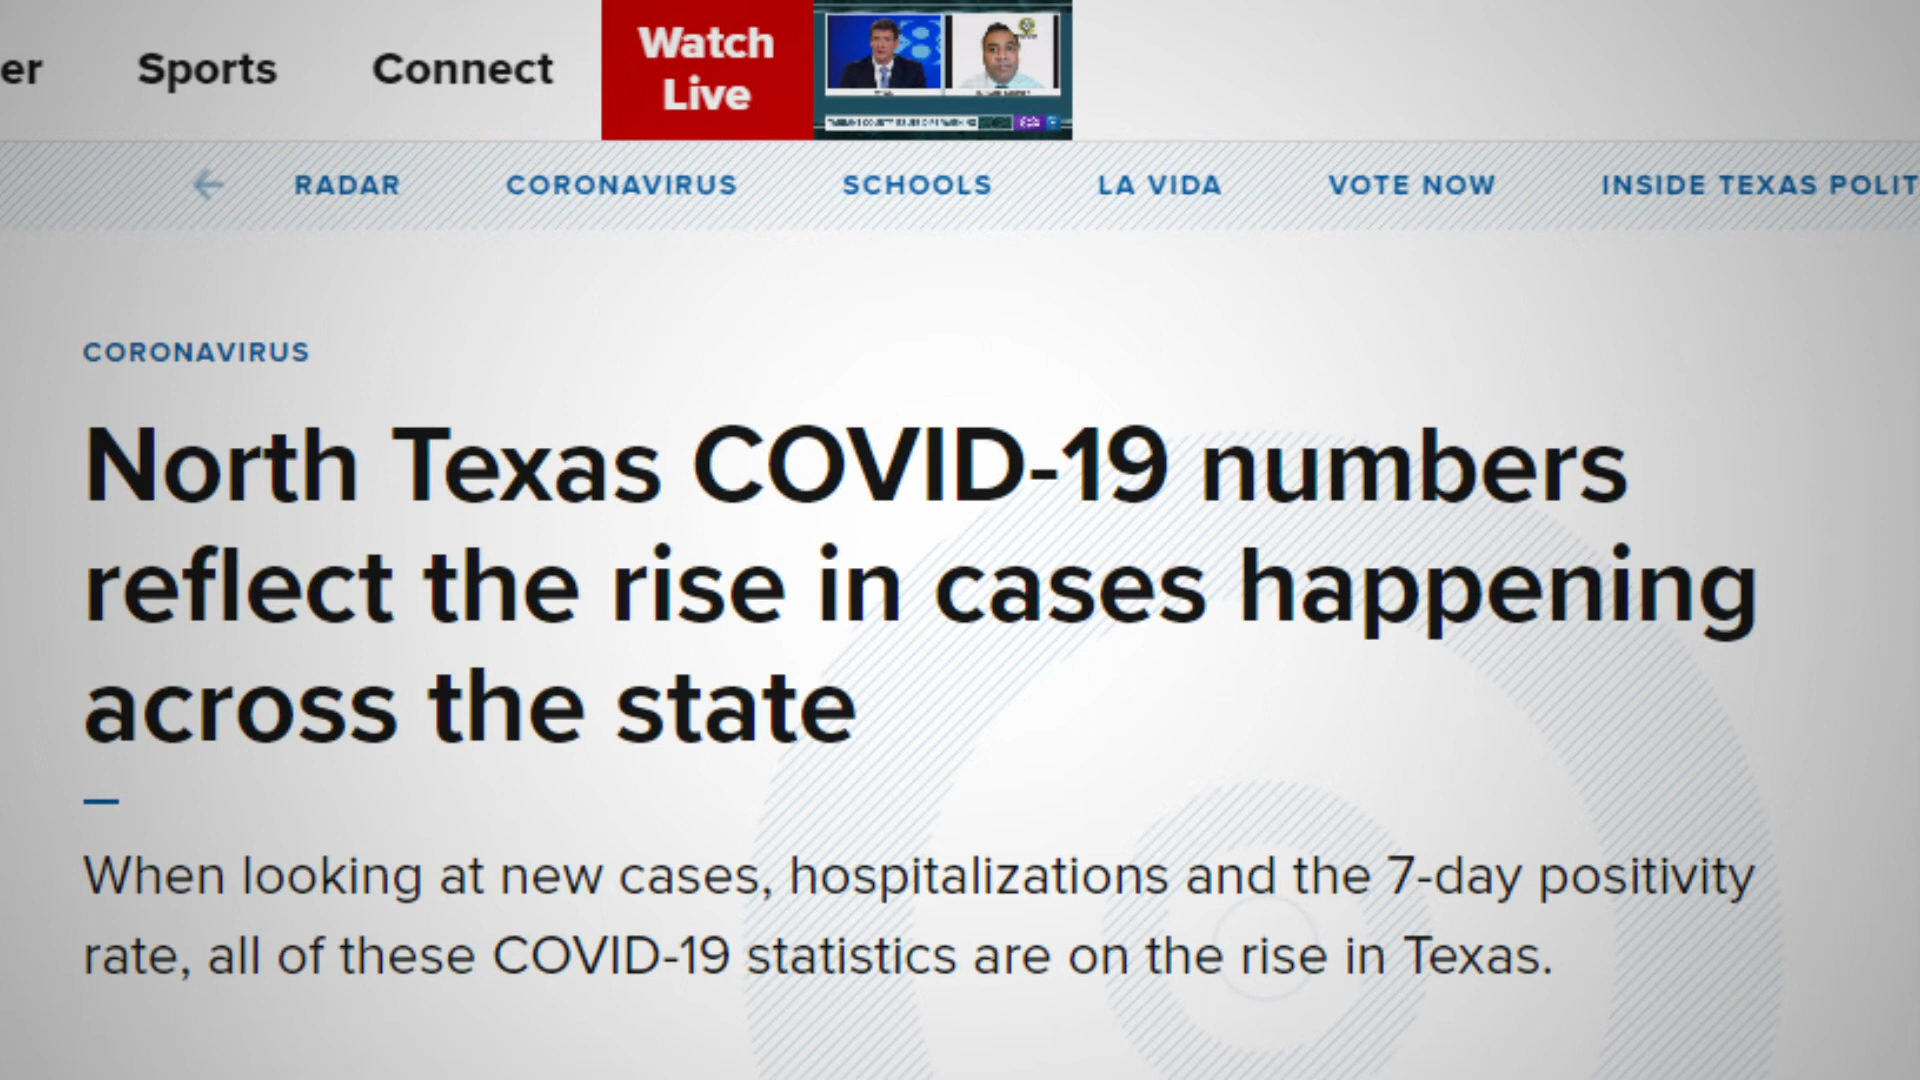 er Sports Connect Watch Live
RADAR CORONAVIRUS SCHOOLS LA VIDA VOTE NOW INSIDE TEXAS POLIT
CORONAVIRUS
North Texas COVID-19 numbers
reflect the rise in cases happening
across the state
When looking at new cases, hospitalizations and the 7-day positivity
rate, all of these COVID-19 statistics are on the rise in Texas.